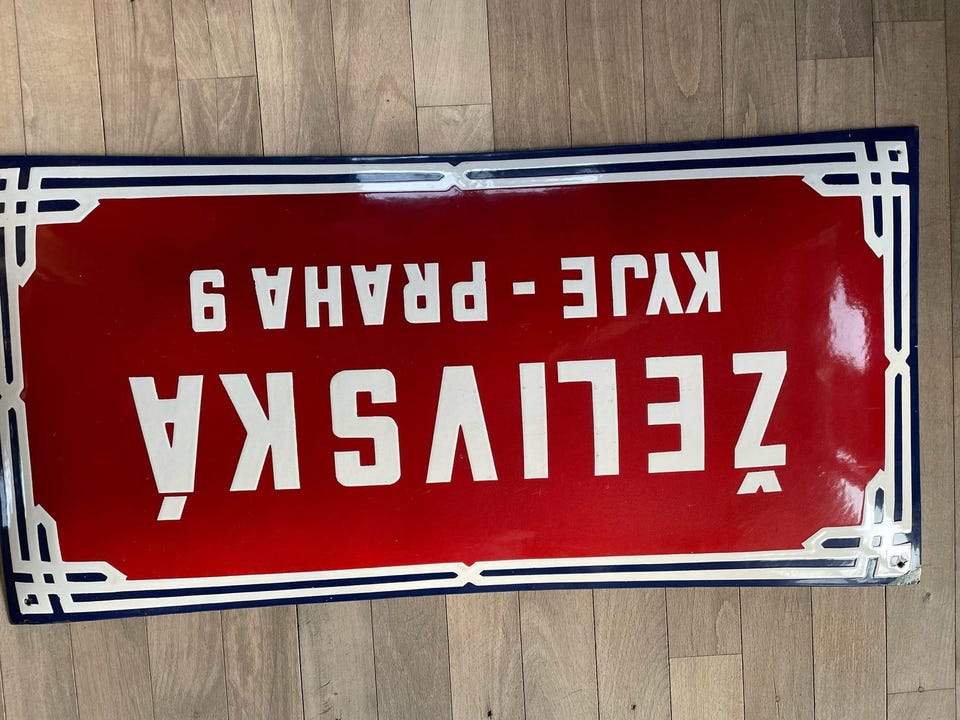 ŽELIVSKÁ
KYJE - PRAHA 9